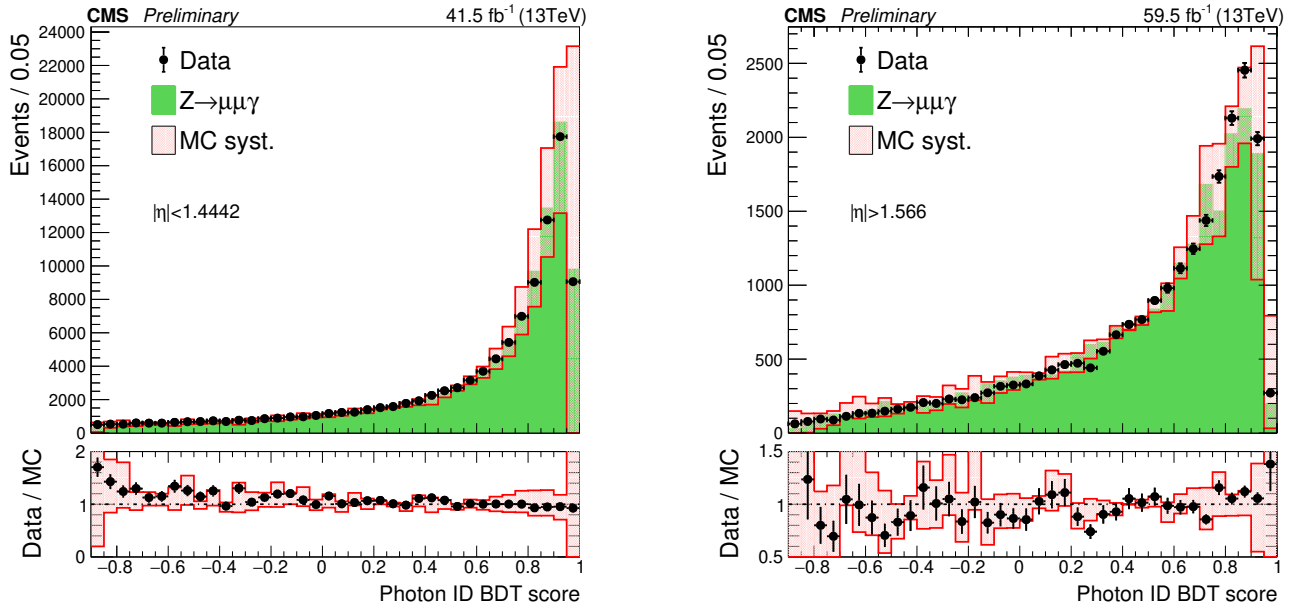 CMS Preliminary 41.5 fb⁻¹ (13TeV)
Events / 0.05
24000
22000
20000
18000
16000
14000
12000
10000
8000
6000
4000
2000
0
Data
Z→μμγ
MC syst.
|η|<1.4442
Data / MC
2
1
0
−0.8 −0.6 −0.4 −0.2 0 0.2 0.4 0.6 0.8 1
Photon ID BDT score
CMS Preliminary 59.5 fb⁻¹ (13TeV)
Events / 0.05
2500
2000
1500
1000
500
0
Data
Z→μμγ
MC syst.
|η|>1.566
Data / MC
1.5
1
0.5
−0.8 −0.6 −0.4 −0.2 0 0.2 0.4 0.6 0.8 1
Photon ID BDT score